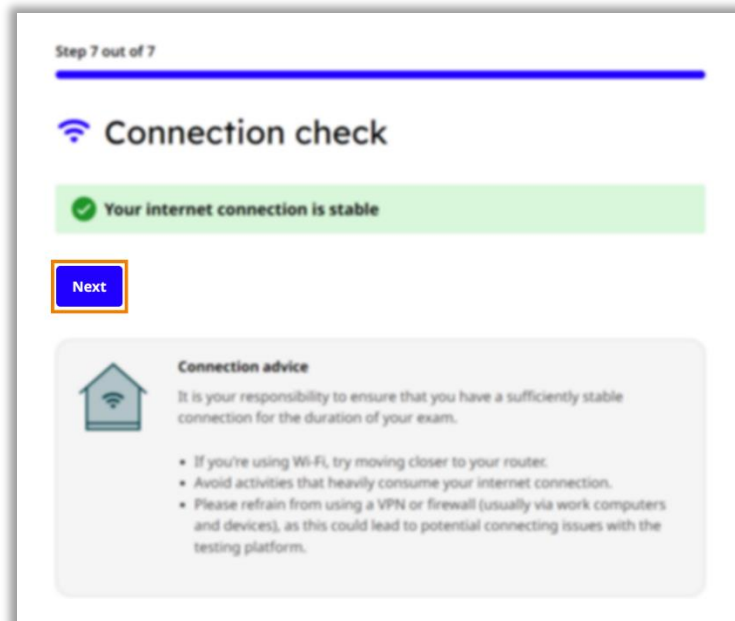 Step 7 out of 7
Connection check
Your internet connection is stable
Next
Connection advice
It is your responsibility to ensure that you have a sufficiently stable
connection for the duration of your exam.
• If you're using Wi-Fi, try moving closer to your router.
• Avoid activities that heavily consume your internet connection.
• Please refrain from using a VPN or firewall (usually via work computers
and devices), as this could lead to potential connecting issues with the
testing platform.